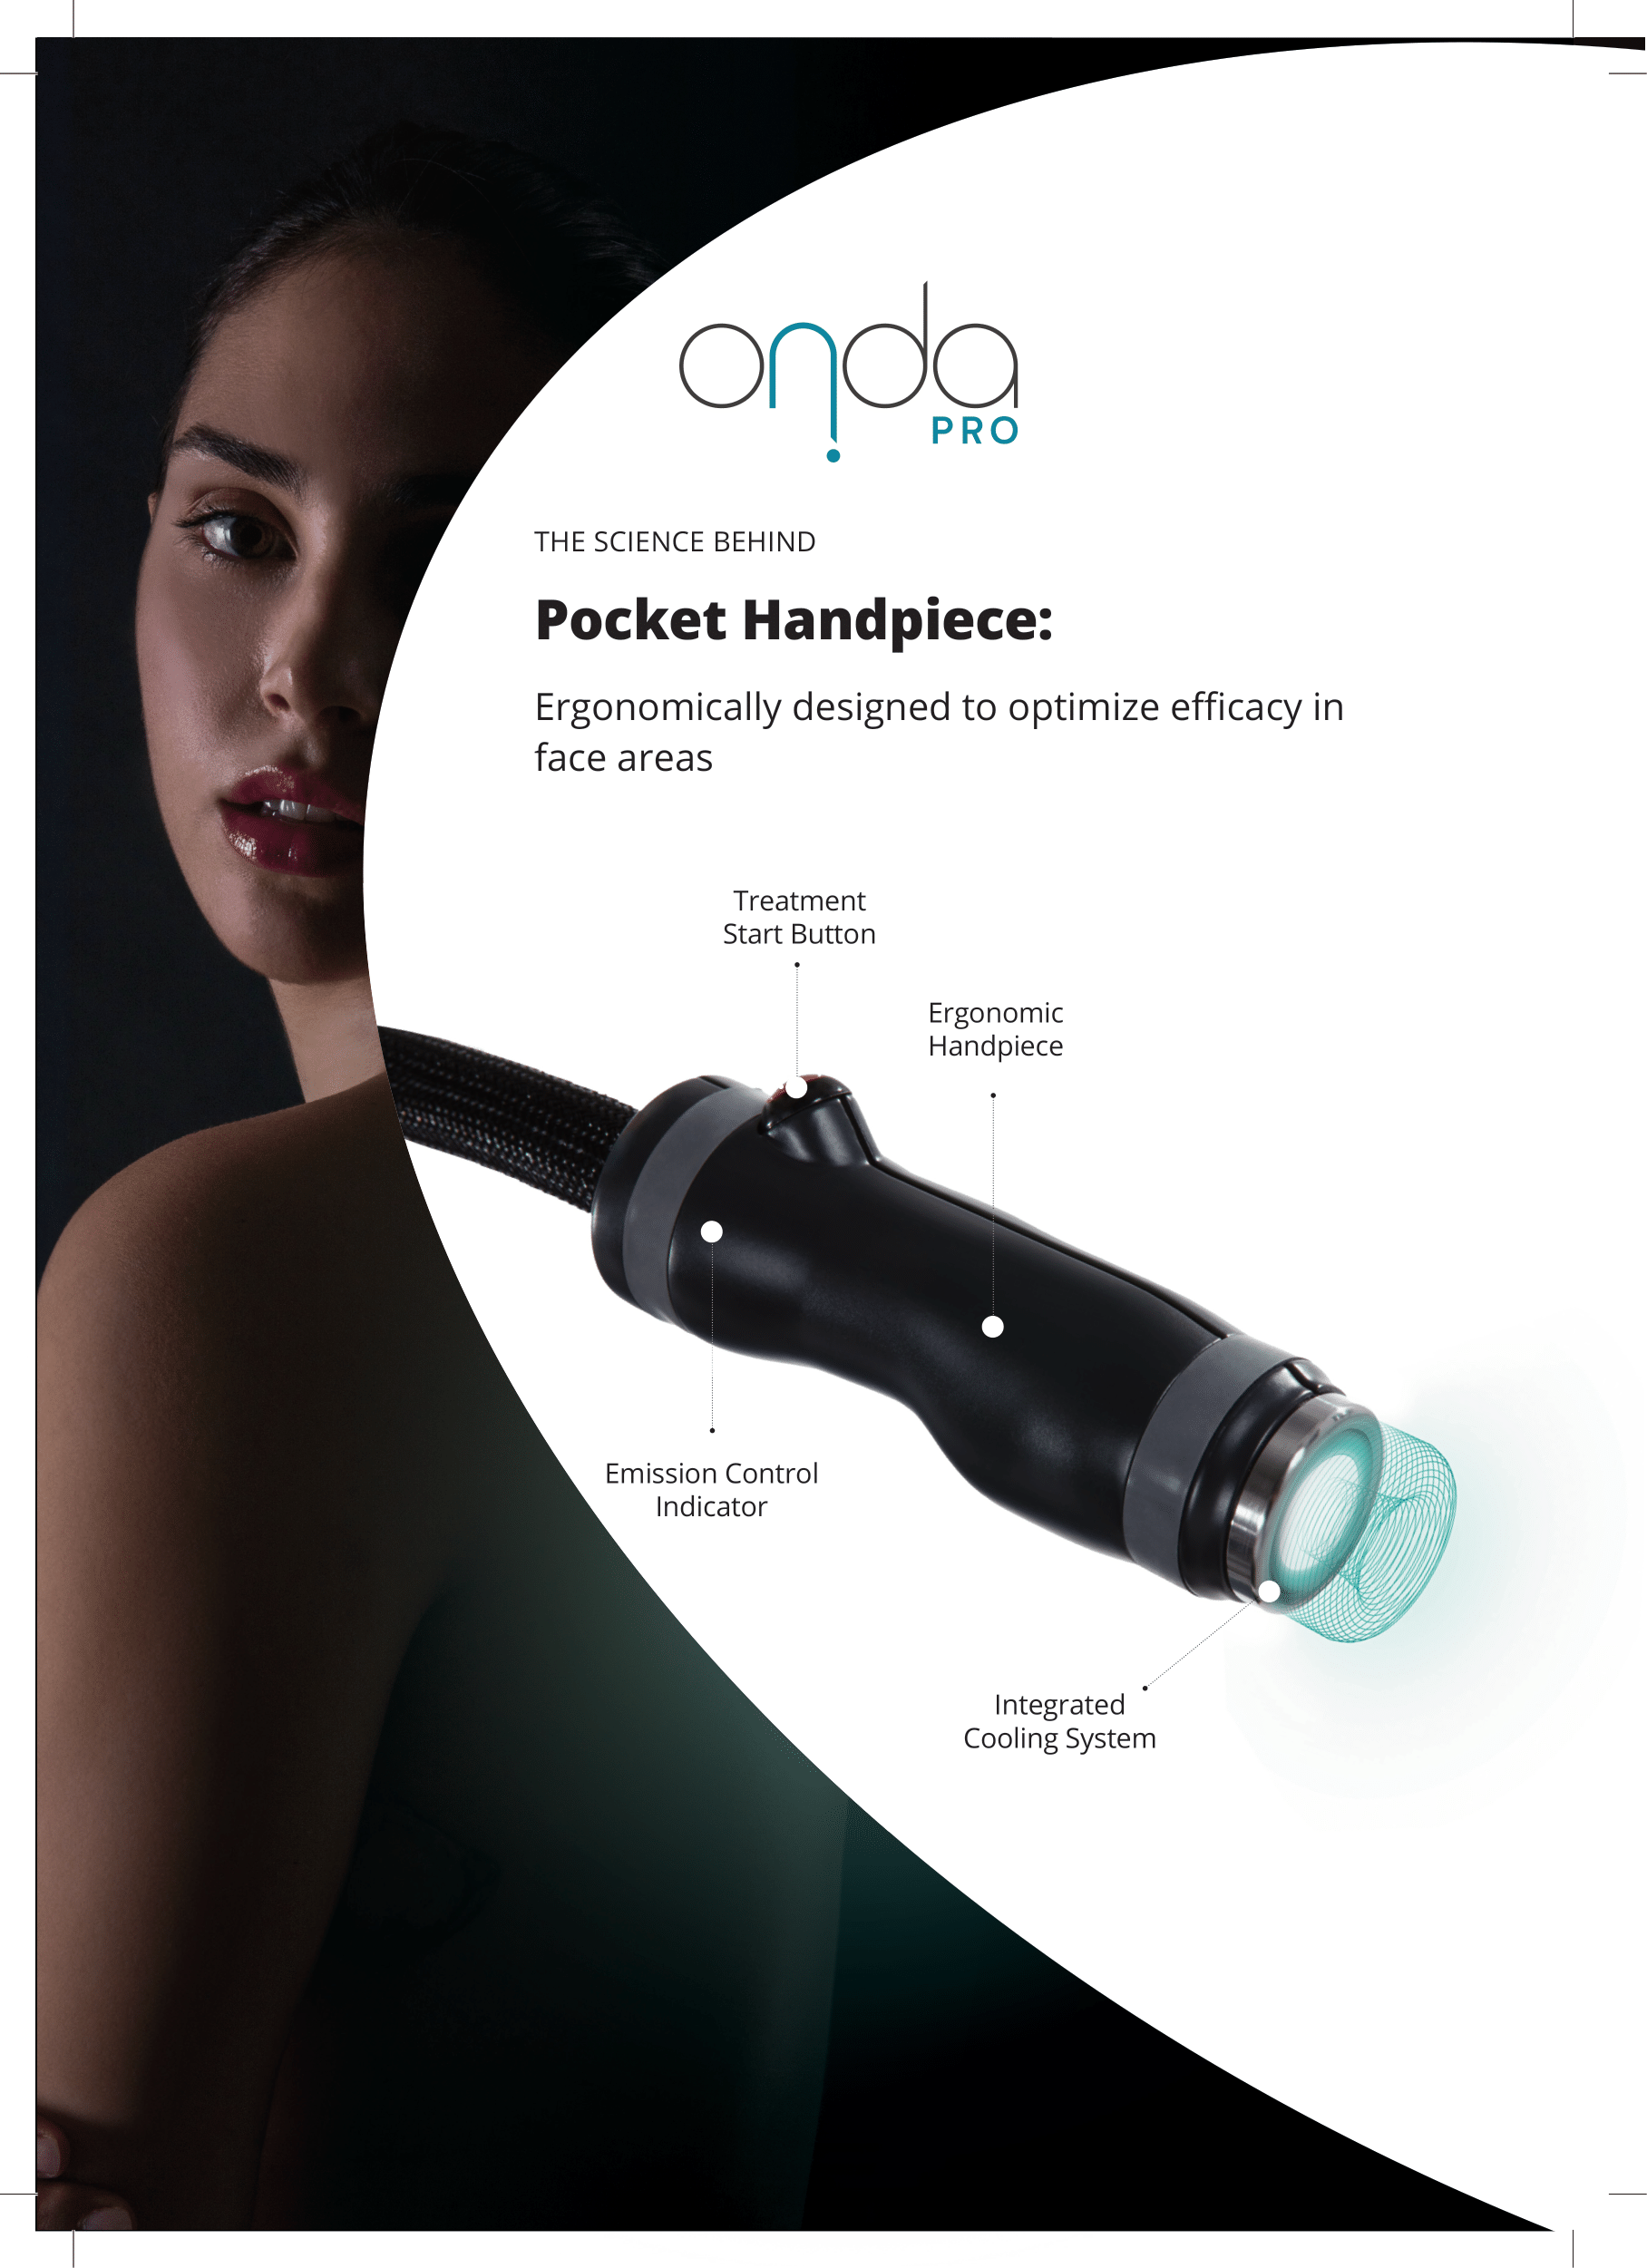 onda
PRO
THE SCIENCE BEHIND
Pocket Handpiece:
Ergonomically designed to optimize efficacy in
face areas
Treatment
Start Button
Ergonomic
Handpiece
Emission Control
Indicator
Integrated
Cooling System